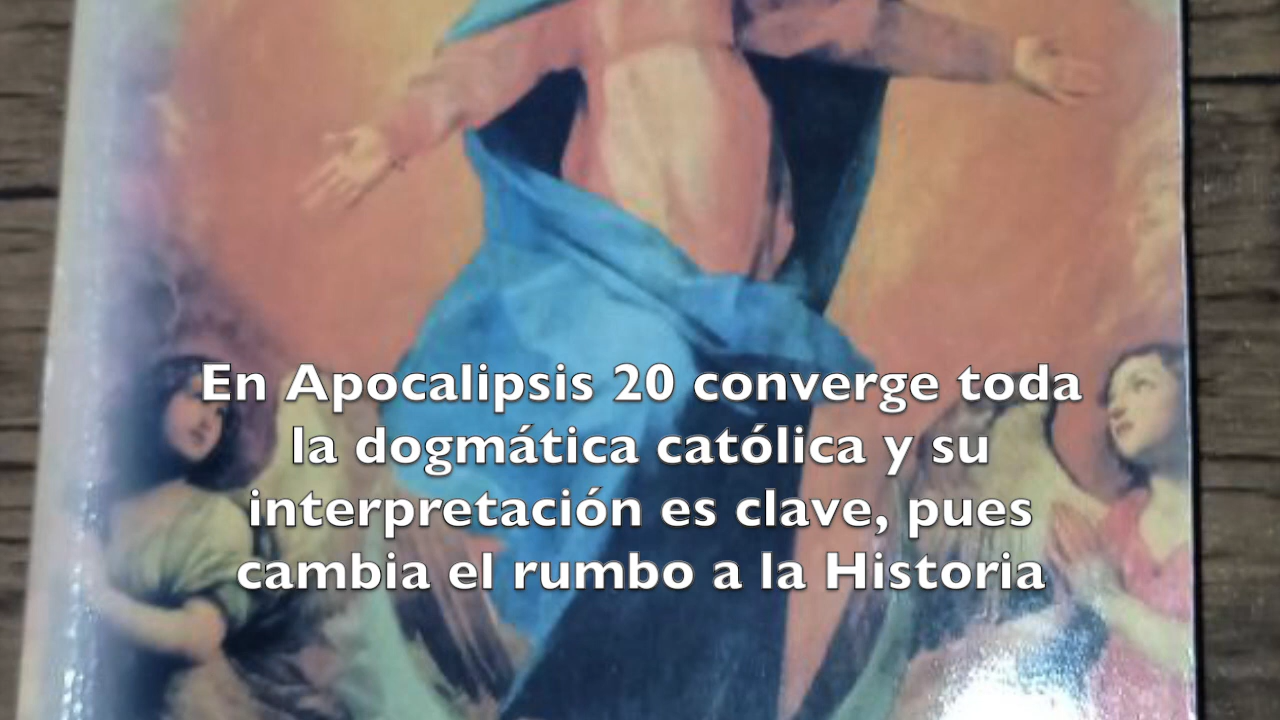 En Apocalipsis 20 converge toda
la dogmática católica y su
interpretación es clave, pues
cambia el rumbo a la Historia